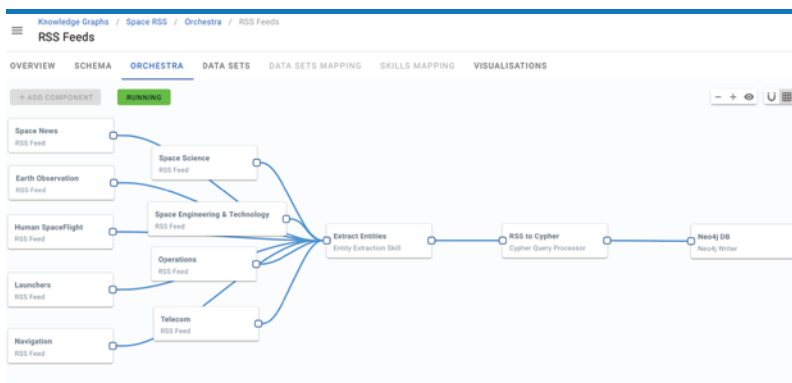 Knowledge Graphs / Space RSS / Orchestra / RSS Feeds
RSS Feeds
OVERVIEW SCHEMA ORCHESTRA DATA SETS DATA SETS MAPPING SKILLS MAPPING VISUALISATIONS
+ ADD COMPONENT RUNNING
Space News
RSS Feed
Space Science
RSS Feed
Earth Observation
RSS Feed
Space Engineering & Technology
RSS Feed
Human SpaceFlight
RSS Feed
Extract Entities
Entity Extraction Skill
RSS to Cypher
Cypher Query Processor
Neo4j DB
Neo4j Writer
Operations
RSS Feed
Launchers
RSS Feed
Telecom
RSS Feed
Navigation
RSS Feed